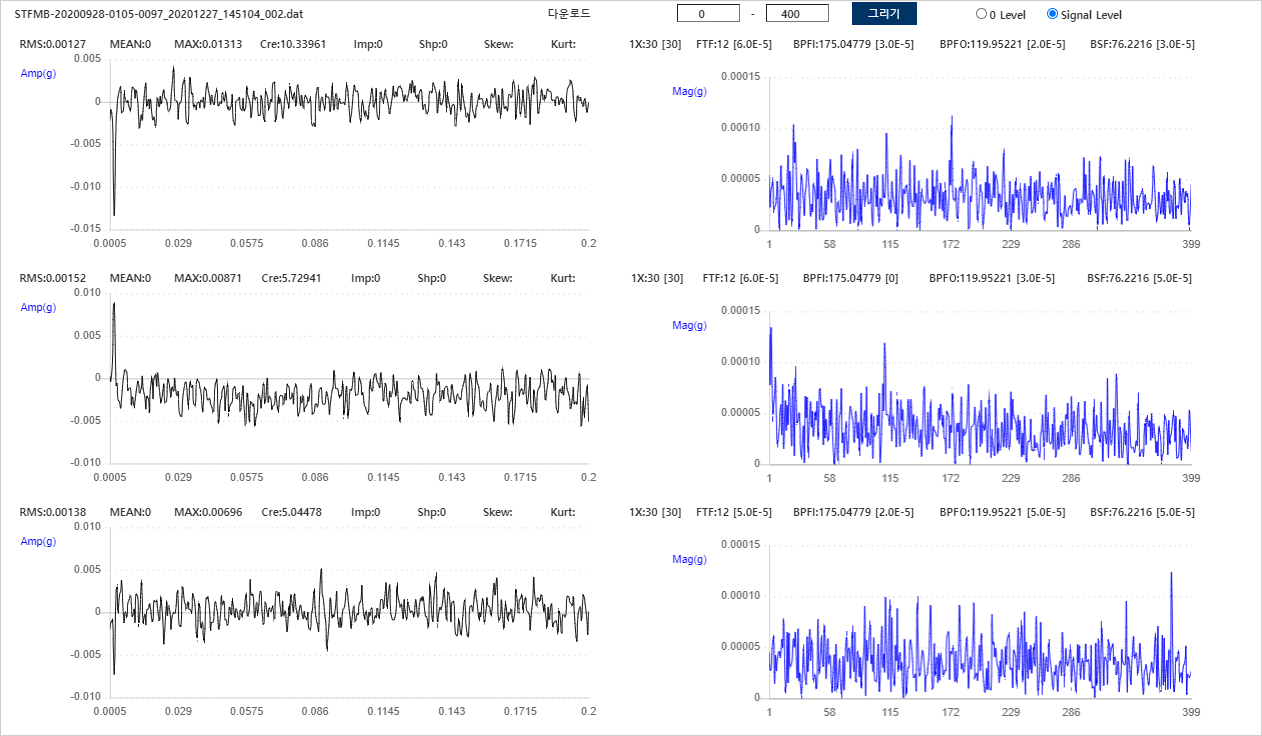 STFMB-20200928-0105-0097_20201227_145104_002.dat 다운로드 0 - 400 그리기 0 Level Signal Level
RMS:0.00127 MEAN:0 MAX:0.01313 Cre:10.33961 Imp:0 Shp:0 Skew: Kurt: 1X:30 [30] FTF:12 [6.0E-5] BPFI:175.04779 [3.0E-5] BPFO:119.95221 [2.0E-5] BSF:76.2216 [3.0E-5]
Amp(g)
0.005
0
-0.005
-0.010
-0.015
0.0005 0.029 0.0575 0.086 0.1145 0.143 0.1715 0.2
Mag(g)
0.00015
0.00010
0.00005
0
1 58 115 172 229 286 399
RMS:0.00152 MEAN:0 MAX:0.00871 Cre:5.72941 Imp:0 Shp:0 Skew: Kurt: 1X:30 [30] FTF:12 [6.0E-5] BPFI:175.04779 [0] BPFO:119.95221 [3.0E-5] BSF:76.2216 [5.0E-5]
Amp(g)
0.010
0.005
0
-0.005
-0.010
0.0005 0.029 0.0575 0.086 0.1145 0.143 0.1715 0.2
Mag(g)
0.00015
0.00010
0.00005
0
1 58 115 172 229 286 399
RMS:0.00138 MEAN:0 MAX:0.00696 Cre:5.04478 Imp:0 Shp:0 Skew: Kurt: 1X:30 [30] FTF:12 [5.0E-5] BPFI:175.04779 [2.0E-5] BPFO:119.95221 [5.0E-5] BSF:76.2216 [5.0E-5]
Amp(g)
0.010
0.005
0
-0.005
-0.010
0.0005 0.029 0.0575 0.086 0.1145 0.143 0.1715 0.2
Mag(g)
0.00015
0.00010
0.00005
0
1 58 115 172 229 286 399